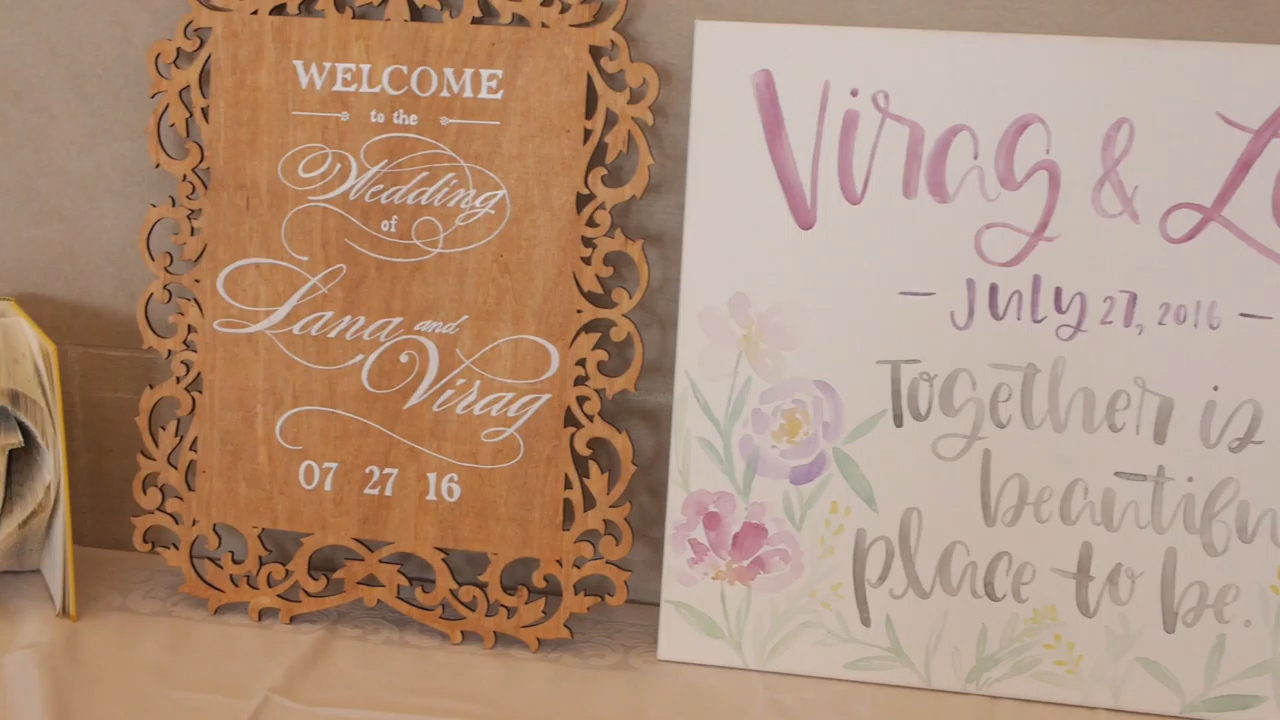 WELCOME
to the
Wedding
of
Lana and
Virag
07 27 16
Virag &
- July 27, 2016 -
Together is
place to be.